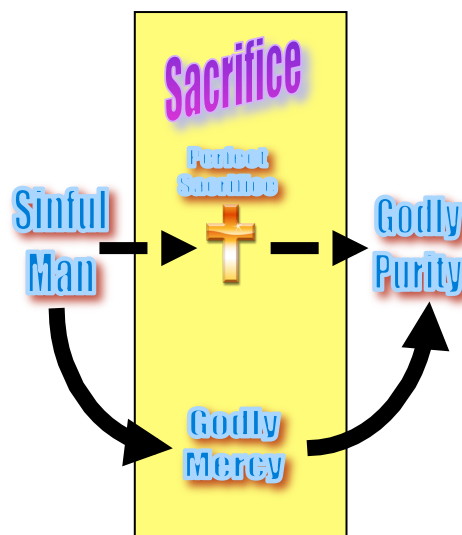 Sacrifice
Perfect
Sacrifice
Sinful
Man
Godly
Purity
Godly
Mercy